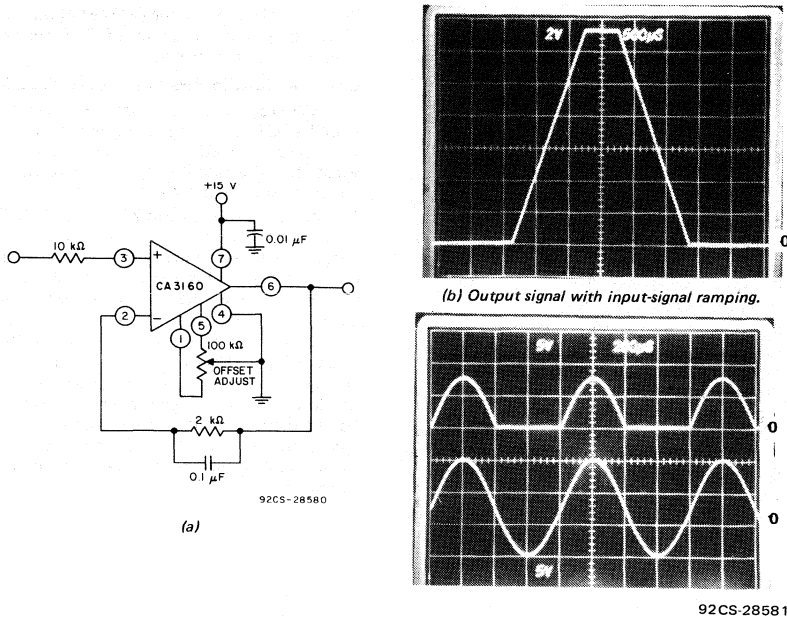 +15 V
0.01 µF
10 kΩ
3
+
7
CA3160
6
2
–
1
5
4
100 kΩ
OFFSET
ADJUST
2 kΩ
0.1 µF
92CS-28580
(a)
2V 500µS
0
(b) Output signal with input-signal ramping.
5V 200µS
0
0
5V
92CS-28581